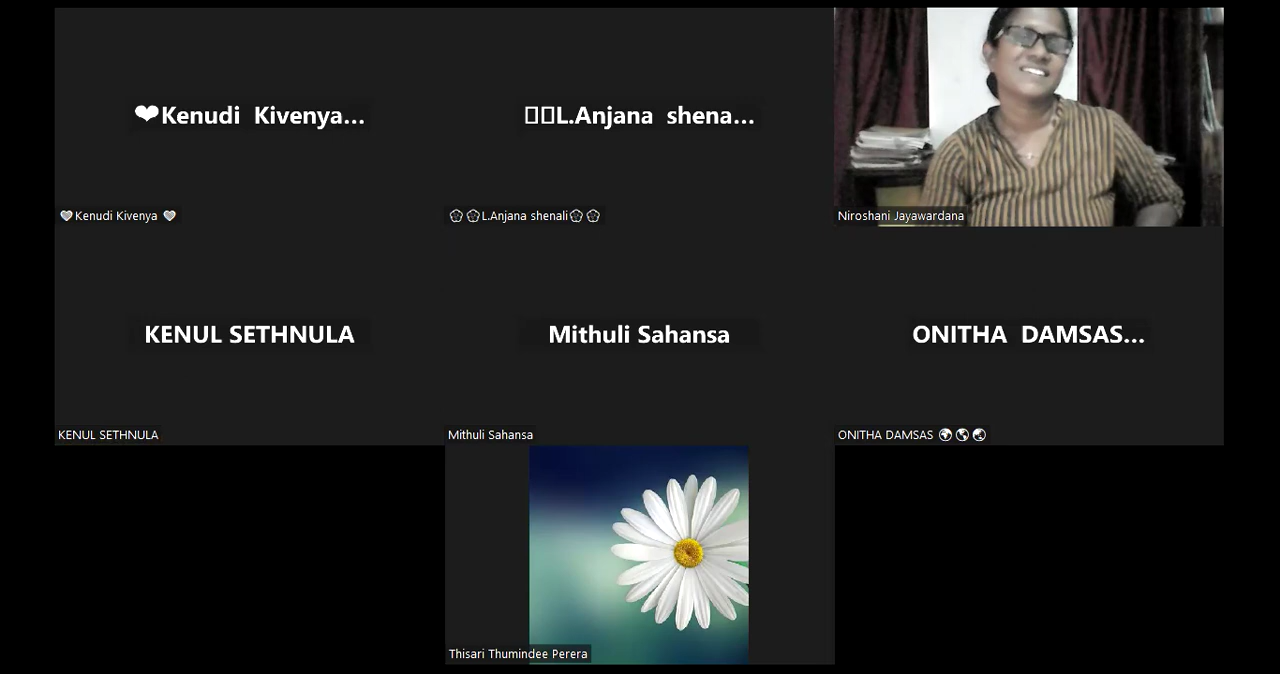 ❤Kenudi Kivenya...
🤍Kenudi Kivenya 🤍
▯▯L.Anjana shena...
🏵🏵L.Anjana shenali🏵🏵
Niroshani Jayawardana
KENUL SETHNULA
KENUL SETHNULA
Mithuli Sahansa
Mithuli Sahansa
ONITHA DAMSAS...
ONITHA DAMSAS 🌍🌎🌏
Thisari Thumindee Perera